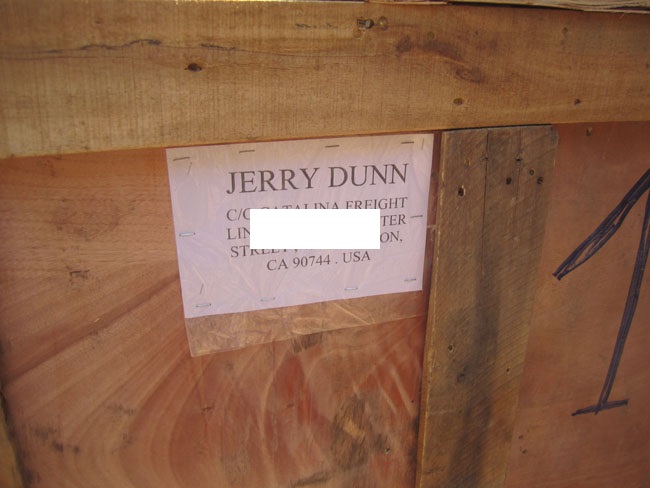 JERRY DUNN
C/O CATALINA FREIGHT
LIN TER
STREET, ON,
CA 90744 . USA